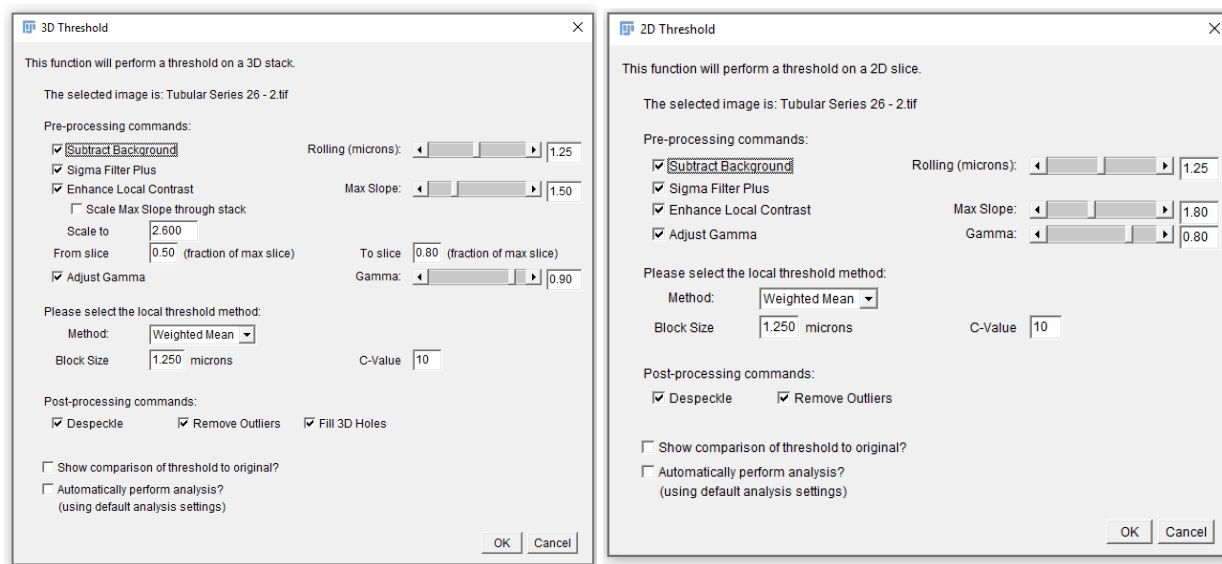 3D Threshold
This function will perform a threshold on a 3D stack.
The selected image is: Tubular Series 26 - 2.tif
Pre-processing commands:
Subtract Background Rolling (microns): 1.25
Sigma Filter Plus
Enhance Local Contrast Max Slope: 1.50
Scale Max Slope through stack
Scale to 2.600
From slice 0.50 (fraction of max slice) To slice 0.80 (fraction of max slice)
Adjust Gamma Gamma: 0.90
Please select the local threshold method:
Method: Weighted Mean
Block Size 1.250 microns C-Value 10
Post-processing commands:
Despeckle Remove Outliers Fill 3D Holes
Show comparison of threshold to original?
Automatically perform analysis?
(using default analysis settings)
OK Cancel
2D Threshold
This function will perform a threshold on a 2D slice.
The selected image is: Tubular Series 26 - 2.tif
Pre-processing commands:
Subtract Background Rolling (microns): 1.25
Sigma Filter Plus
Enhance Local Contrast Max Slope: 1.80
Adjust Gamma Gamma: 0.80
Please select the local threshold method:
Method: Weighted Mean
Block Size 1.250 microns C-Value 10
Post-processing commands:
Despeckle Remove Outliers
Show comparison of threshold to original?
Automatically perform analysis?
(using default analysis settings)
OK Cancel